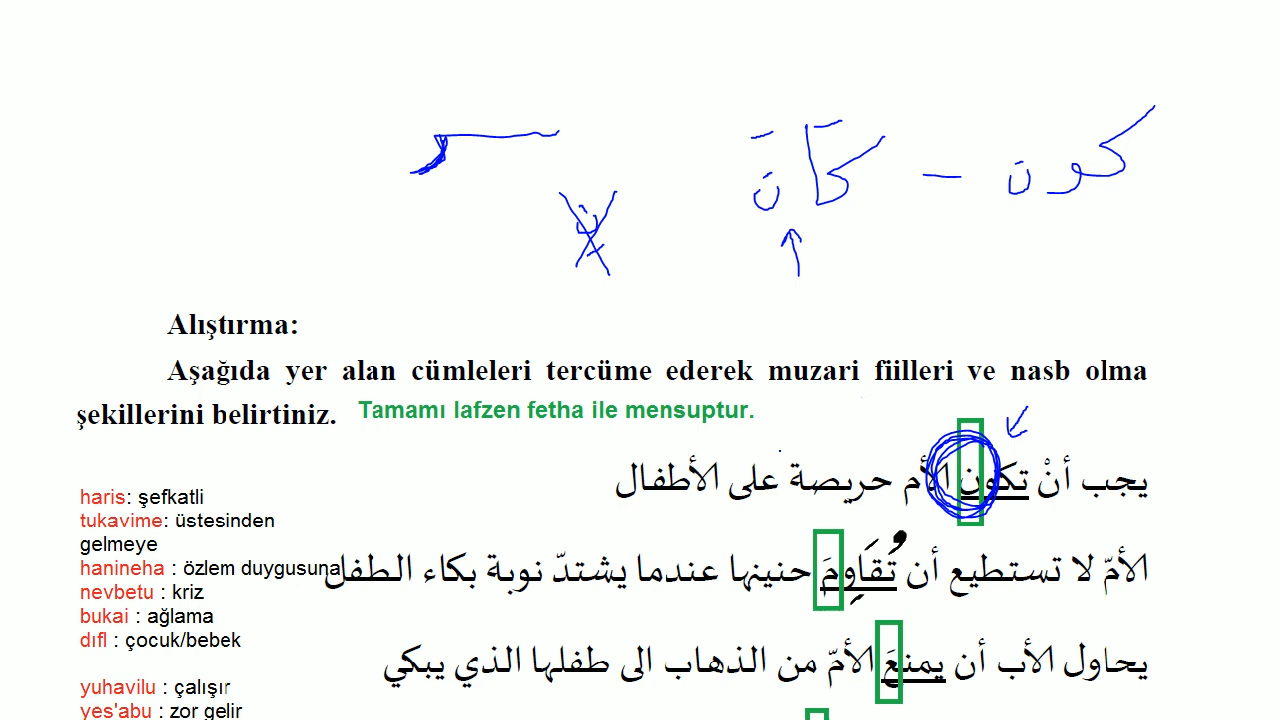 كون – كَانَ
Alıştırma:
Aşağıda yer alan cümleleri tercüme ederek muzari fiilleri ve nasb olma
şekillerini belirtiniz. Tamamı lafzen fetha ile mensuptur.
يجب أنْ تكون الأم حريصة على الأطفال
haris: şefkatli
tukavime: üstesinden
gelmeye
الأمّ لا تستطيع أن تُقَاوِمَ حنينها عندما يشتدّ نوبة بكاء الطفل
hanineha : özlem duygusuna
nevbetu : kriz
bukai : ağlama
dıfl : çocuk/bebek
يحاول الأب أن يمنعَ الأمّ من الذهاب الى طفلها الذي يبكي
yuhavilu : çalışır
yes'abu : zor gelir